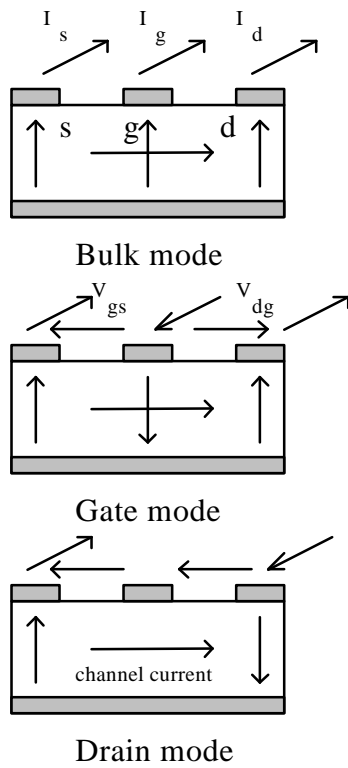 I s I g I d
s g d
Bulk mode
V gs V dg
Gate mode
channel current
Drain mode